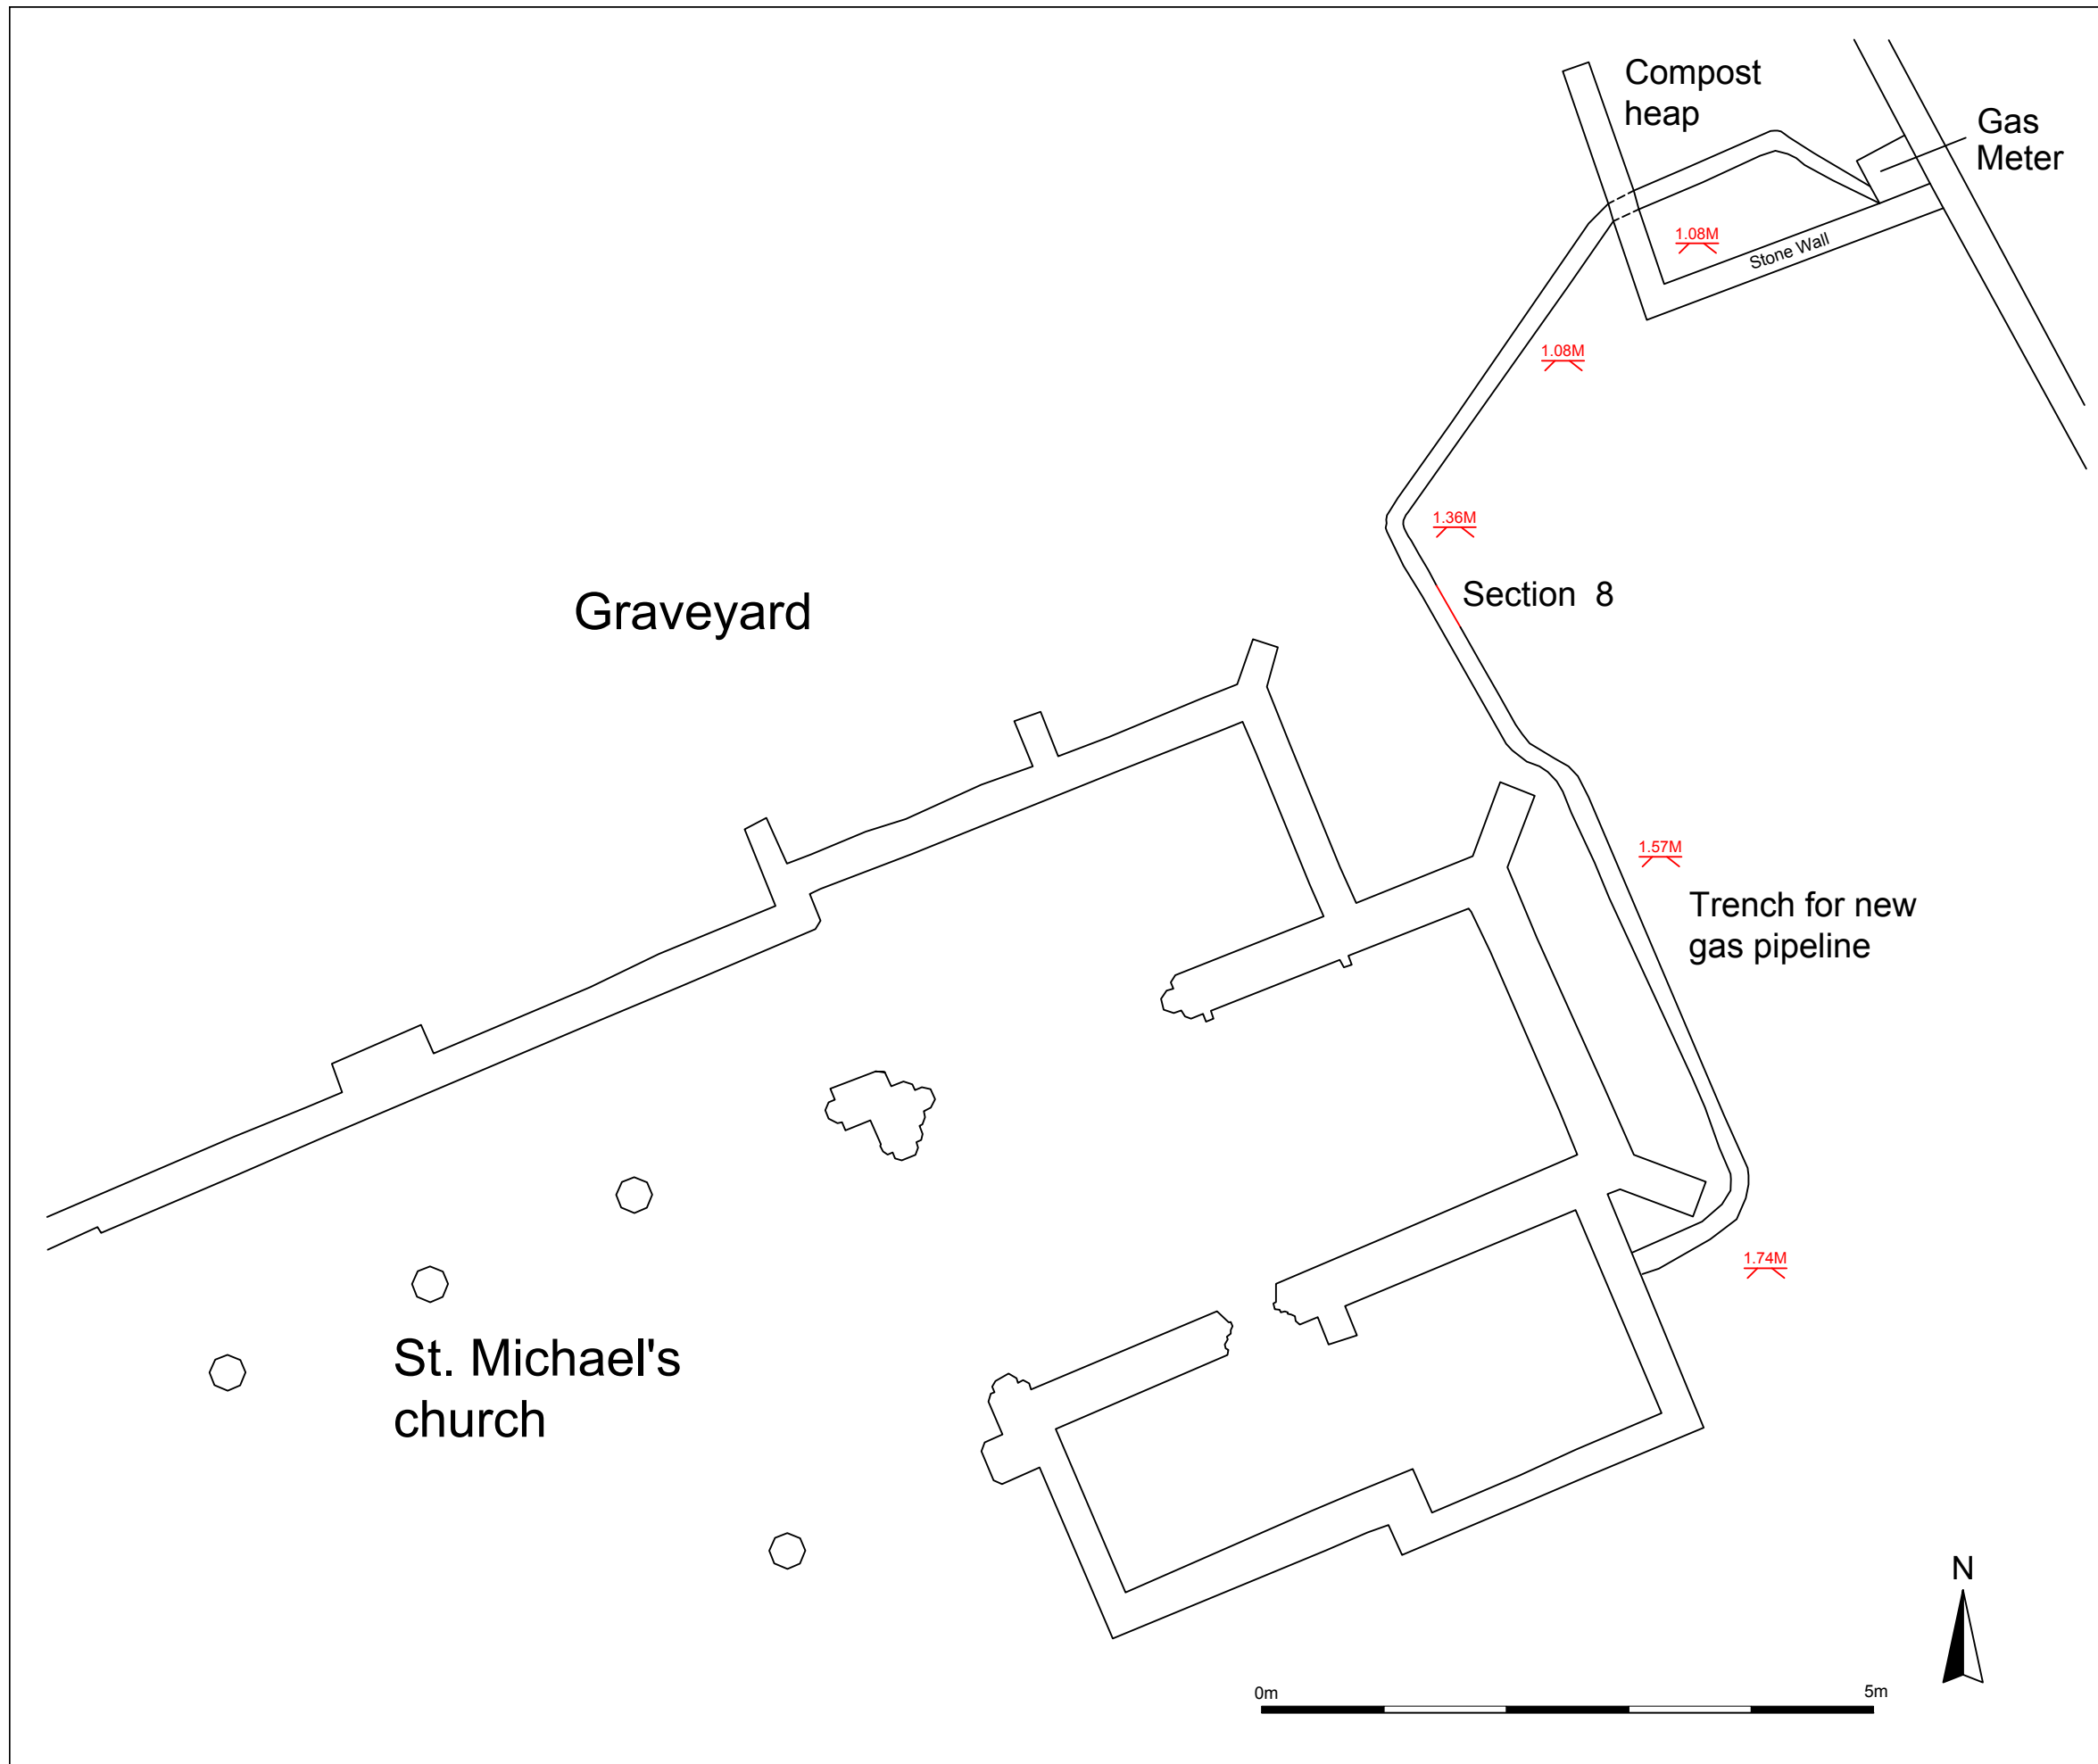 Compost
heap
Gas
Meter
1.08M
Stone Wall
1.08M
1.36M
Section 8
Graveyard
1.57M
Trench for new
gas pipeline
1.74M
St. Michael's
church
N
0m
5m